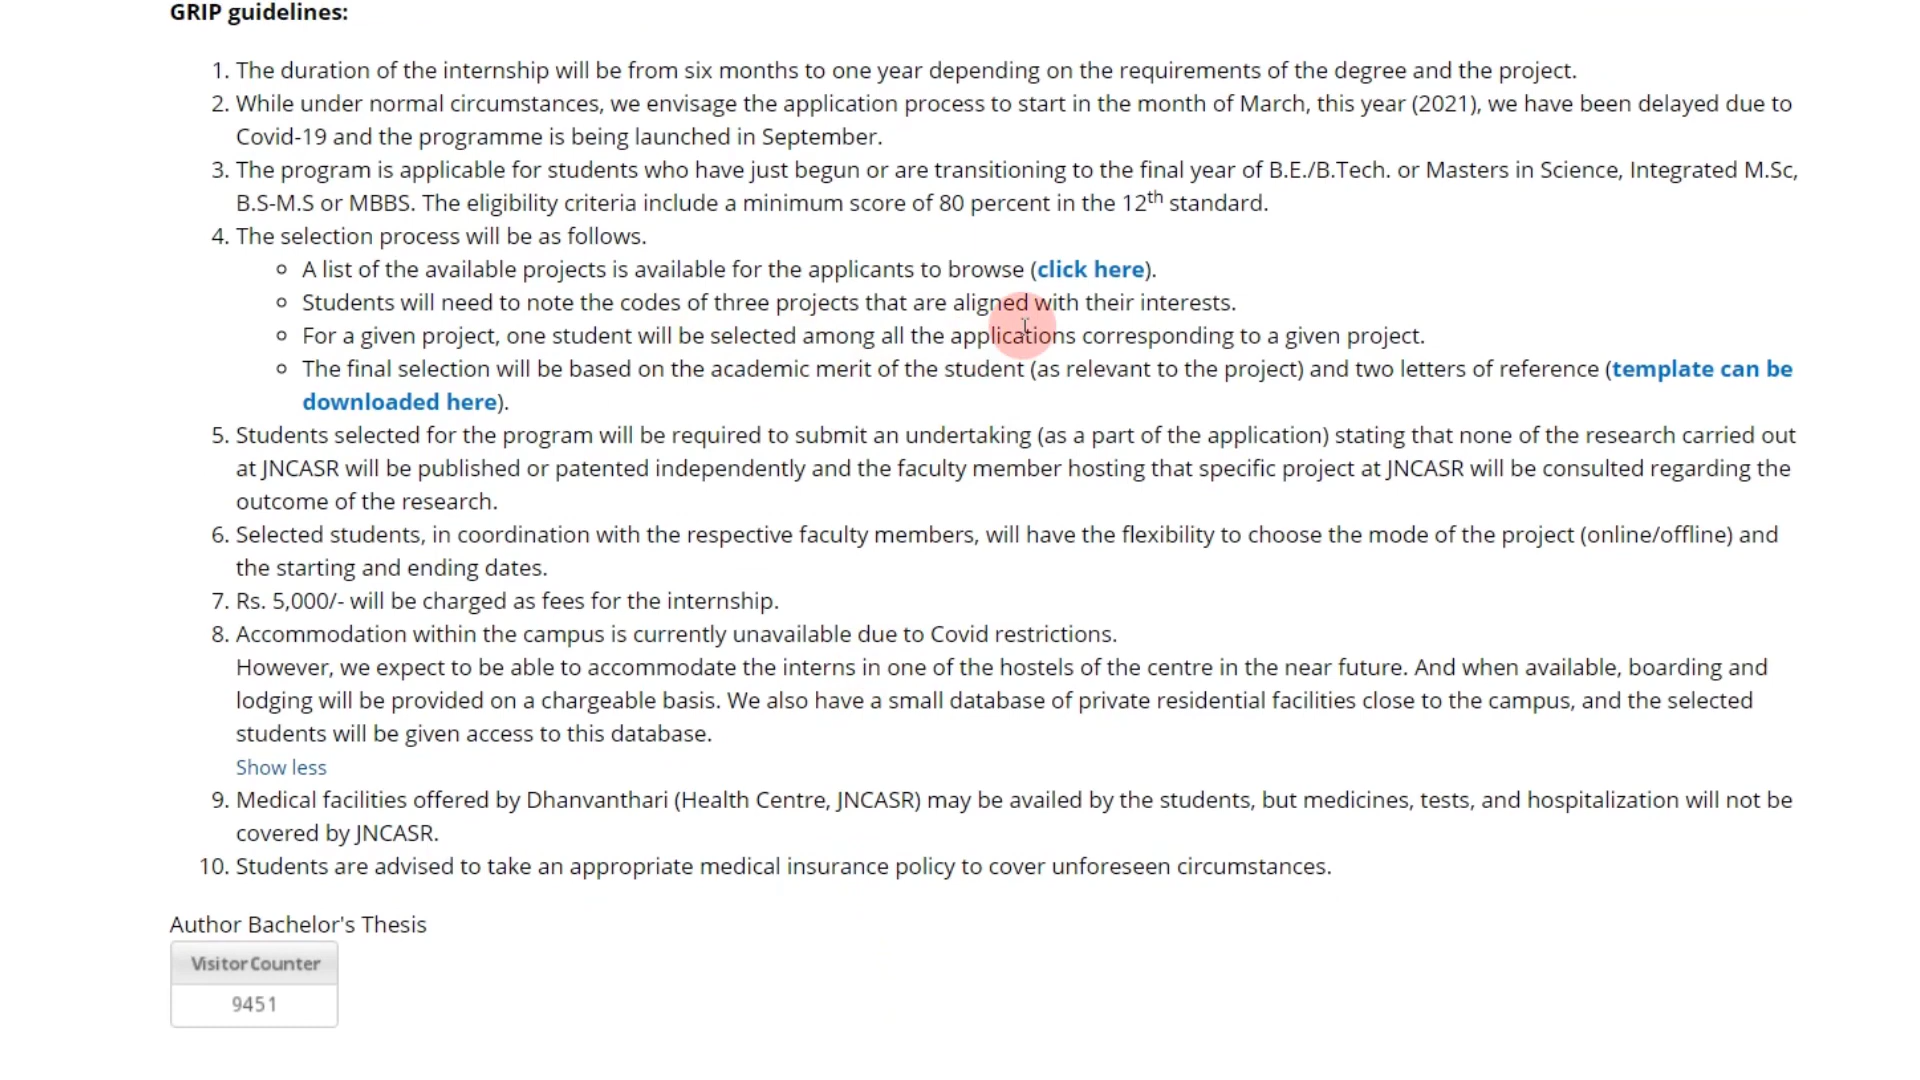 GRIP guidelines:
1. The duration of the internship will be from six months to one year depending on the requirements of the degree and the project.
2. While under normal circumstances, we envisage the application process to start in the month of March, this year (2021), we have been delayed due to
Covid-19 and the programme is being launched in September.
3. The program is applicable for students who have just begun or are transitioning to the final year of B.E./B.Tech. or Masters in Science, Integrated M.Sc,
B.S-M.S or MBBS. The eligibility criteria include a minimum score of 80 percent in the 12th standard.
4. The selection process will be as follows.
○ A list of the available projects is available for the applicants to browse (click here).
○ Students will need to note the codes of three projects that are aligned with their interests.
○ For a given project, one student will be selected among all the applications corresponding to a given project.
○ The final selection will be based on the academic merit of the student (as relevant to the project) and two letters of reference (template can be
downloaded here).
5. Students selected for the program will be required to submit an undertaking (as a part of the application) stating that none of the research carried out
at JNCASR will be published or patented independently and the faculty member hosting that specific project at JNCASR will be consulted regarding the
outcome of the research.
6. Selected students, in coordination with the respective faculty members, will have the flexibility to choose the mode of the project (online/offline) and
the starting and ending dates.
7. Rs. 5,000/- will be charged as fees for the internship.
8. Accommodation within the campus is currently unavailable due to Covid restrictions.
However, we expect to be able to accommodate the interns in one of the hostels of the centre in the near future. And when available, boarding and
lodging will be provided on a chargeable basis. We also have a small database of private residential facilities close to the campus, and the selected
students will be given access to this database.
Show less
9. Medical facilities offered by Dhanvanthari (Health Centre, JNCASR) may be availed by the students, but medicines, tests, and hospitalization will not be
covered by JNCASR.
10. Students are advised to take an appropriate medical insurance policy to cover unforeseen circumstances.
Author Bachelor's Thesis
Visitor Counter
9451